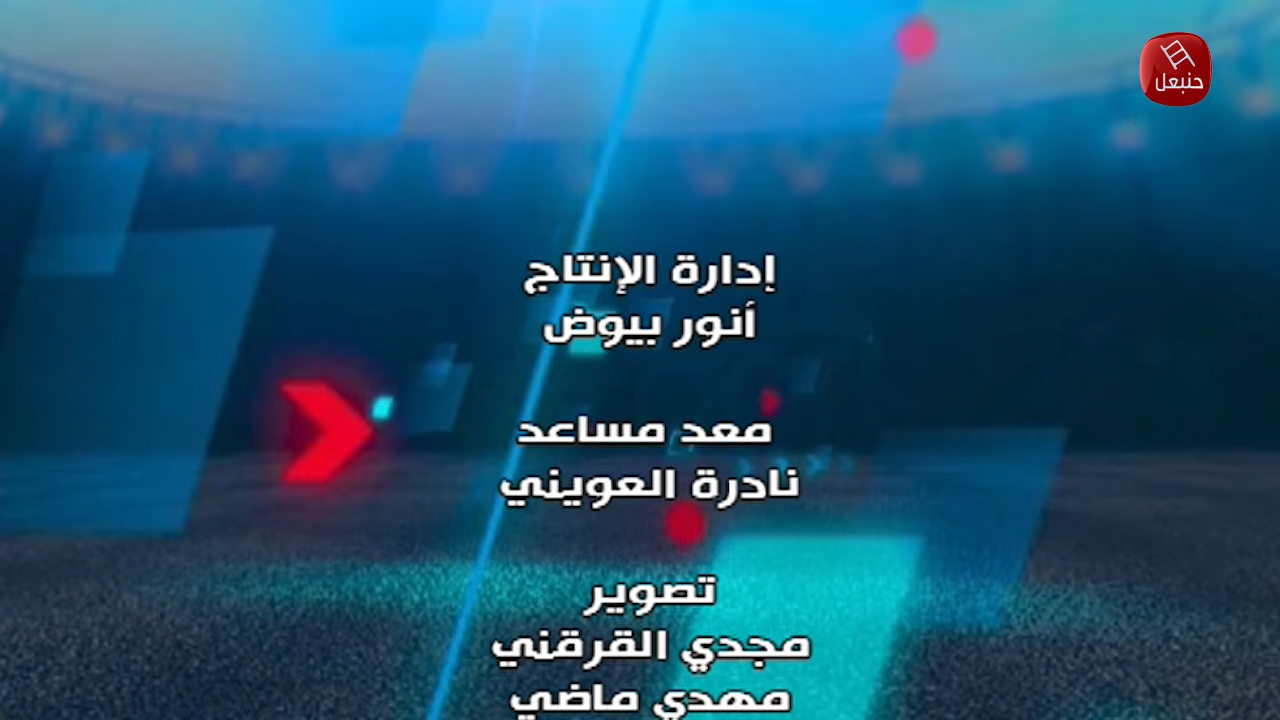 حنبعل
إدارة الإنتاج
أنور بيوض
معد مساعد
نادرة العويني
تصوير
مجدي القرقني
مهدي ماضي